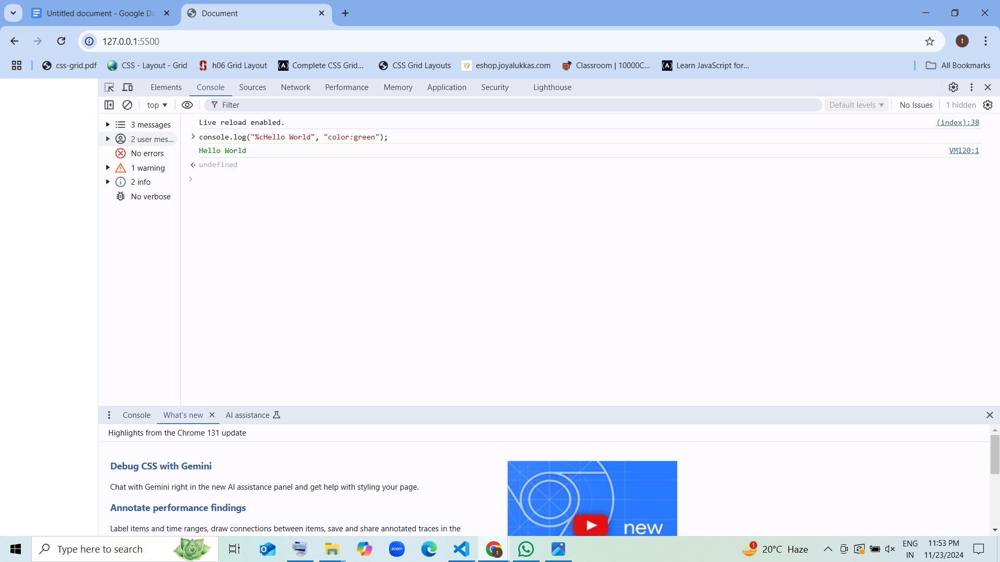 Untitled document - Google Do
Document
127.0.0.1:5500
t
css-grid.pdf
CSS - Layout - Grid
h06 Grid Layout
Complete CSS Grid...
CSS Grid Layouts
eshop.joyalukkas.com
Classroom | 10000C...
Learn JavaScript for...
All Bookmarks
Elements
Console
Sources
Network
Performance
Memory
Application
Security
Lighthouse
top
Filter
Default levels
No Issues
1 hidden
3 messages
2 user mes...
No errors
1 warning
2 info
No verbose
Live reload enabled.
(index):38
console.log("%cHello World", "color:green");
Hello World
VM120:1
undefined
Console
What's new
AI assistance
Highlights from the Chrome 131 update
Debug CSS with Gemini
Chat with Gemini right in the new AI assistance panel and get help with styling your page.
Annotate performance findings
Label items and time ranges, draw connections between items, save and share annotated traces in the
new
Type here to search
zoom
t
1
20°C Haze
ENG
IN
11:53 PM
11/23/2024